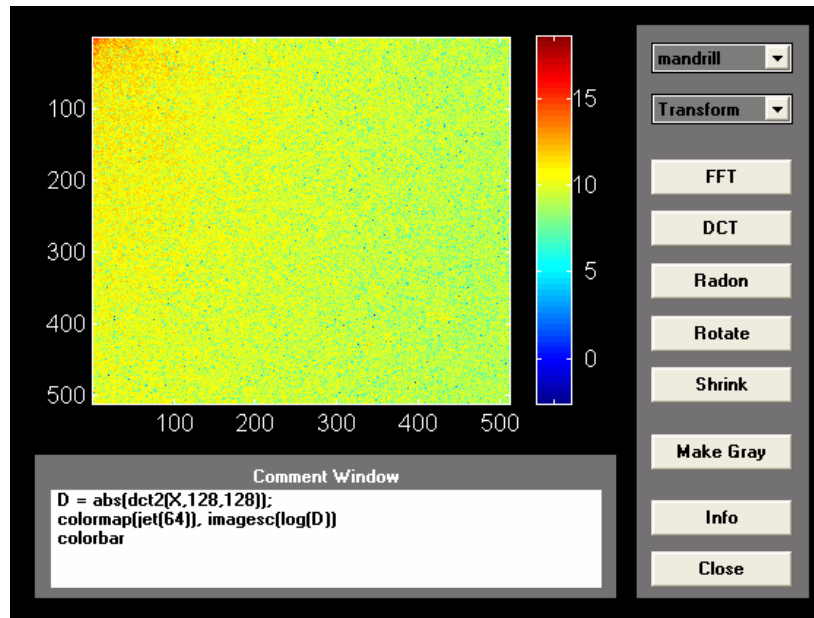 100
200
300
400
500
100 200 300 400 500
15
10
5
0
mandrill
Transform
FFT
DCT
Radon
Rotate
Shrink
Make Gray
Info
Close
Comment Window
D = abs(dct2(X,128,128));
colormap(jet(64)), imagesc(log(D))
colorbar